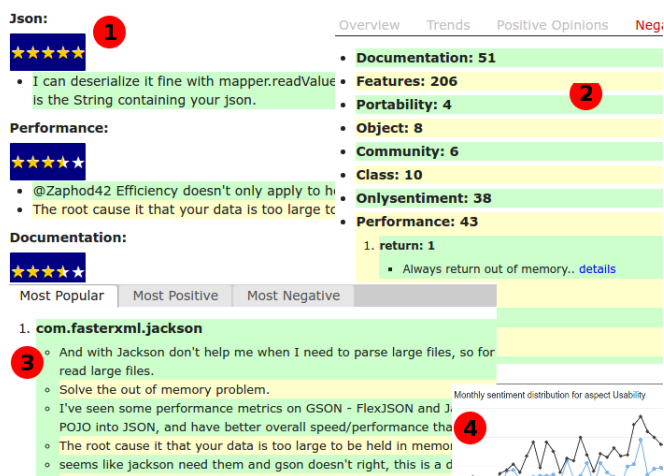 Json:
1
I can deserialize it fine with mapper.readValue
is the String containing your json.
Performance:
@Zaphod42 Efficiency doesn't only apply to
The root cause it that your data is too large to
Documentation:
Overview Trends Positive Opinions
Documentation: 51
Features: 206
2
Portability: 4
Object: 8
Community: 6
Class: 10
Onlysentiment: 38
Performance: 43
1. return: 1
Always return out of memory.. details
Most Popular Most Positive Most Negative
1. com.fasterxml.jackson
3
And with Jackson don't help me when I need to parse large files, so for
read large files.
Solve the out of memory problem.
I've seen some performance metrics on GSON - FlexJSON and
POJO into JSON, and have better overall speed/performance
The root cause it that your data is too large to be held in
seems like jackson need them and gson doesn't right, this is a
Monthly sentiment distribution for aspect Usability
4